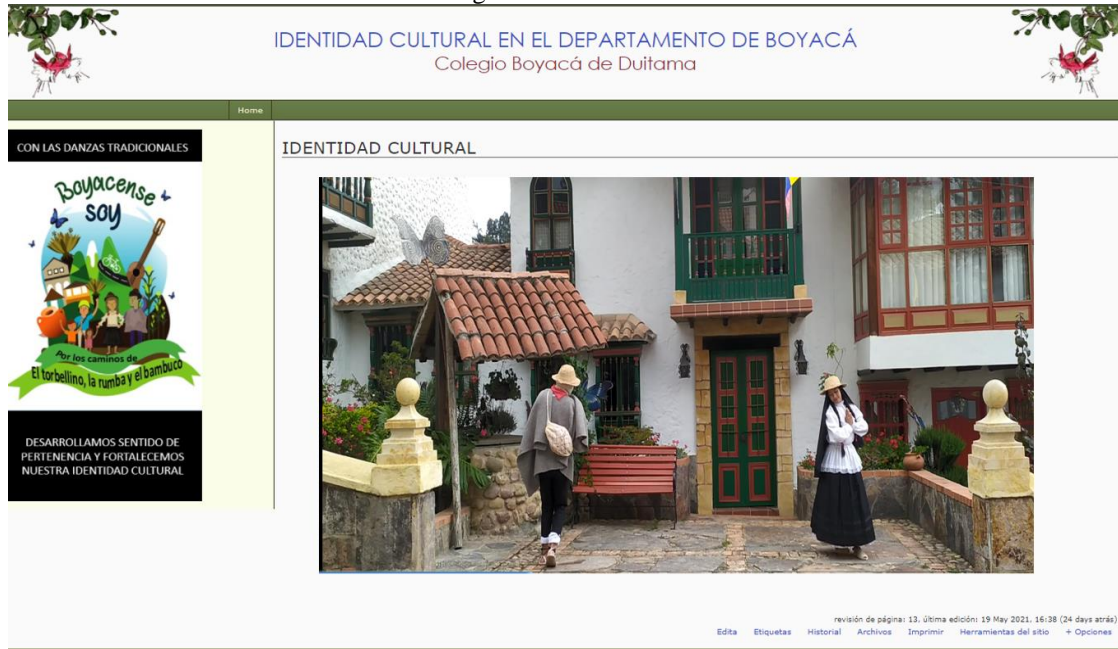 IDENTIDAD CULTURAL EN EL DEPARTAMENTO DE BOYACÁ
Colegio Boyacá de Duitama
Home
CON LAS DANZAS TRADICIONALES
Boyacense
soy
Por los caminos de
El torbellino, la rumba y el bambuco
DESARROLLAMOS SENTIDO DE
PERTENENCIA Y FORTALECEMOS
NUESTRA IDENTIDAD CULTURAL
IDENTIDAD CULTURAL
revisión de página: 13, última edición: 19 May 2021, 16:38 (24 days atrás)
Edita Etiquetas Historial Archivos Imprimir Herramientas del sitio + Opciones